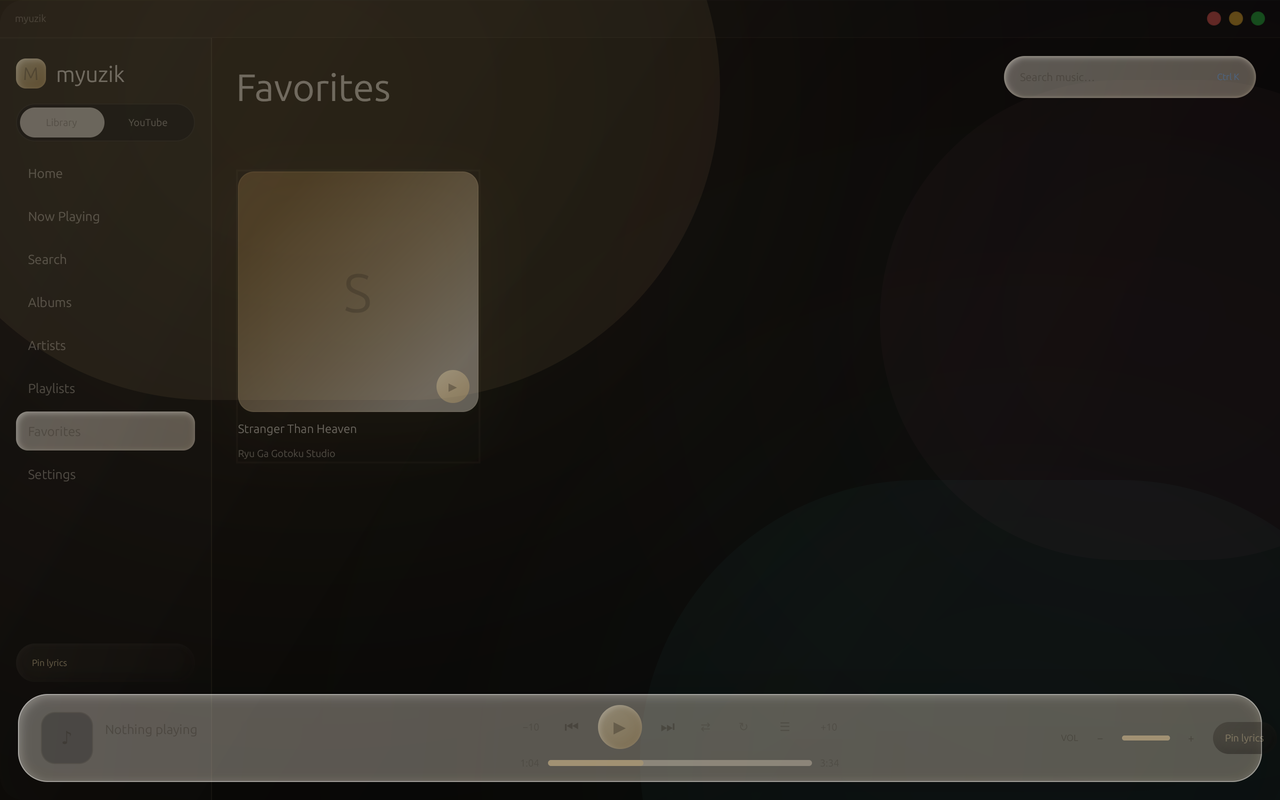 myuzik
M myuzik
Library YouTube
Home
Now Playing
Search
Albums
Artists
Playlists
Favorites
Settings
Pin lyrics
Favorites
Search music...
Ctrl K
S
Stranger Than Heaven
Ryu Ga Gotoku Studio
Nothing playing
-10
+10
1:04
3:34
VOL - +
Pin lyrics